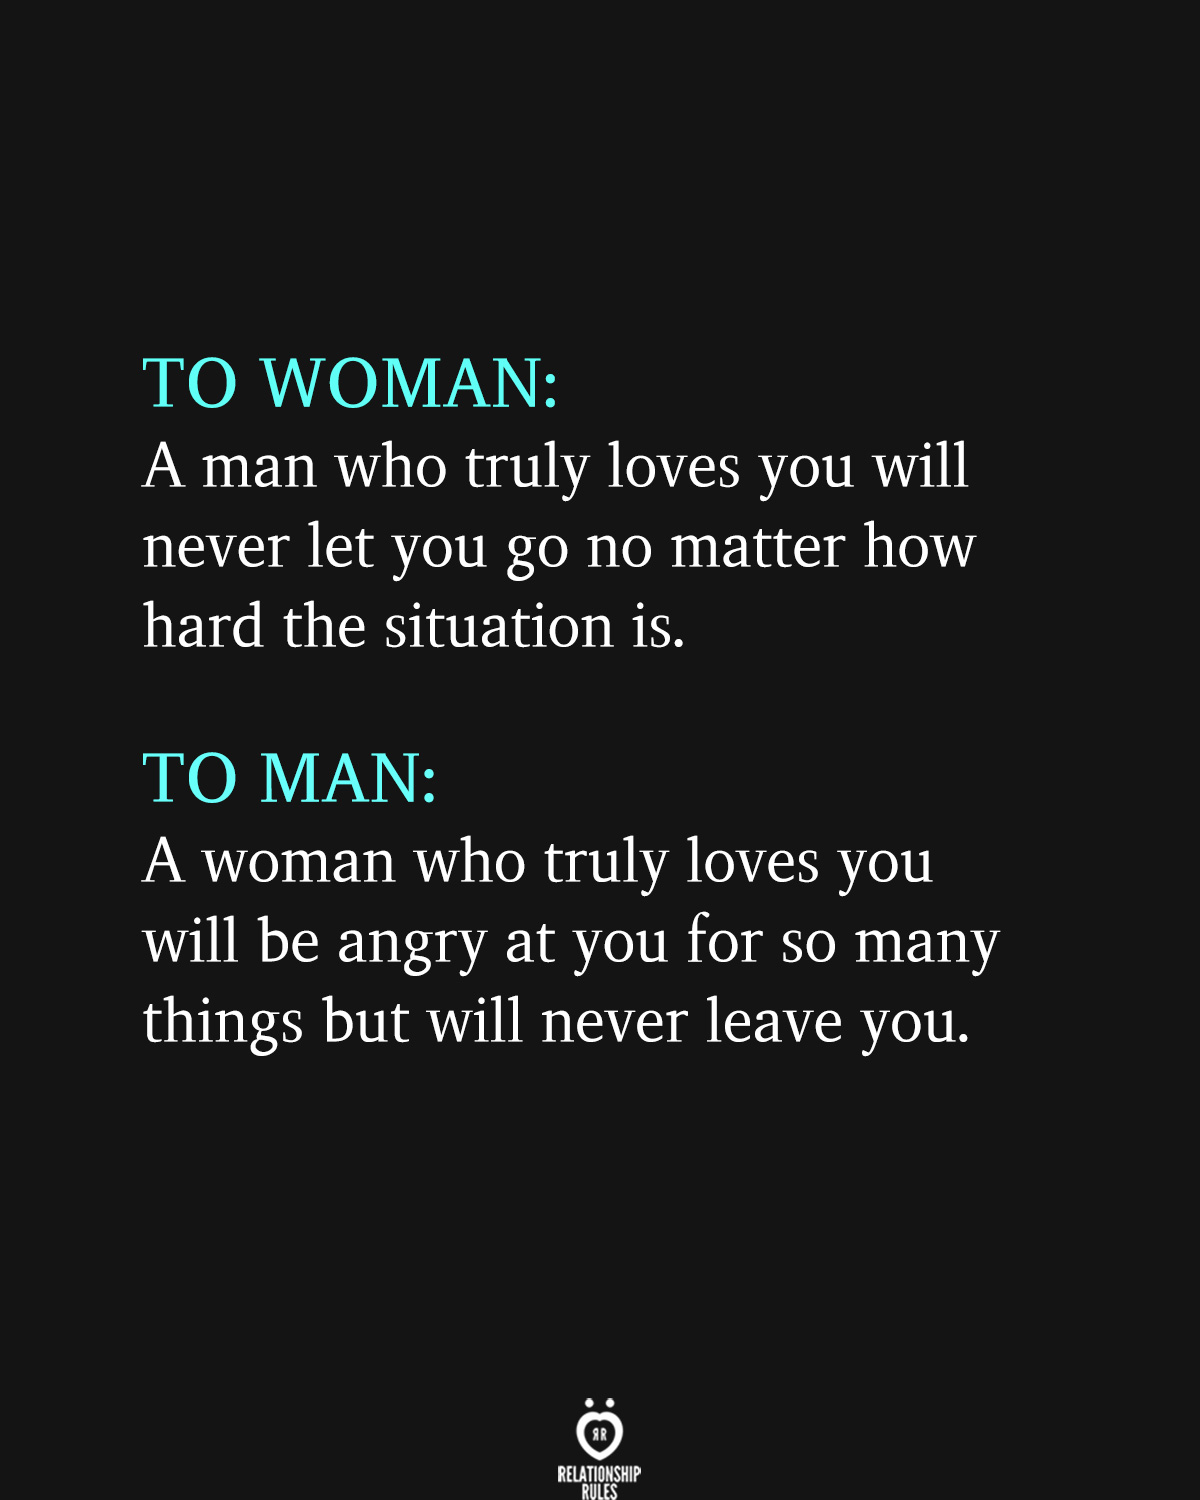 TO WOMAN:
A man who truly loves you will
never let you go no matter how
hard the situation is.
TO MAN:
A woman who truly loves you
will be angry at you for so many
things but will never leave you.
ЯR
RELATIONSHIP
RULES